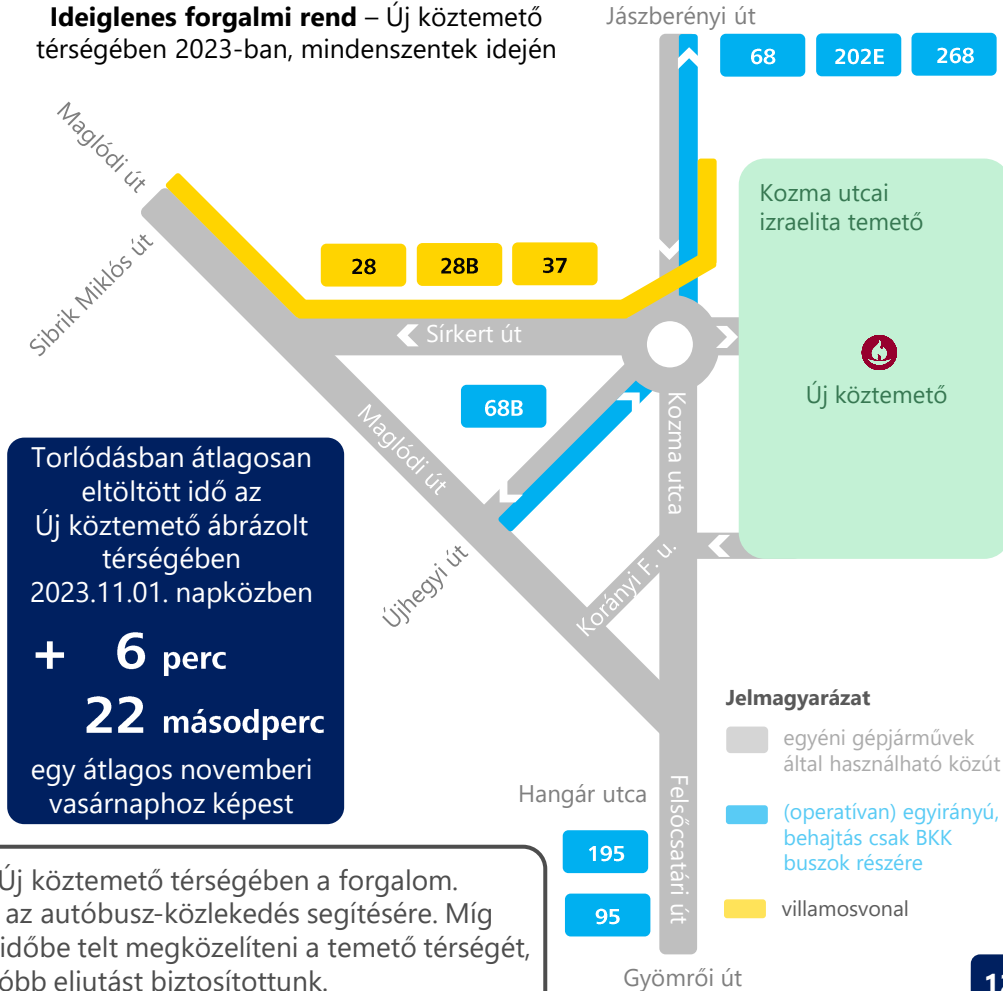 Ideiglenes forgalmi rend – Új köztemető
térségében 2023-ban, mindenszentek idején
Jászberényi út
68
202E
268
Maglódi út
Sibrik Miklós út
28
28B
37
Kozma utcai
izraelita temető
Sírkert út
Új köztemető
68B
Maglódi út
Kozma utca
Újhegyi út
Korányi F. u.
Torlódásban átlagosan
eltöltött idő az
Új köztemető ábrázolt
térségében
2023.11.01. napközben
+ 6 perc
22 másodperc
egy átlagos novemberi
vasárnaphoz képest
Jelmagyarázat
egyéni gépjárművek
által használható közút
(operatívan) egyirányú,
behajtás csak BKK
buszok részére
villamosvonal
Hangár utca
195
95
Felsőcsatári út
Gyömrői út
Új köztemető térségében a forgalom.
az autóbusz-közlekedés segítésére. Míg
időbe telt megközelíteni a temető térségét,
óbb eljutást biztosítottunk.